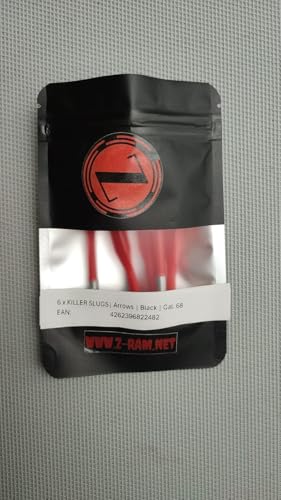 6 x KILLER SLUGS| Arrows | Black | Cal. 68
EAN: 4262396822482
WWW.Z-RAM.NET